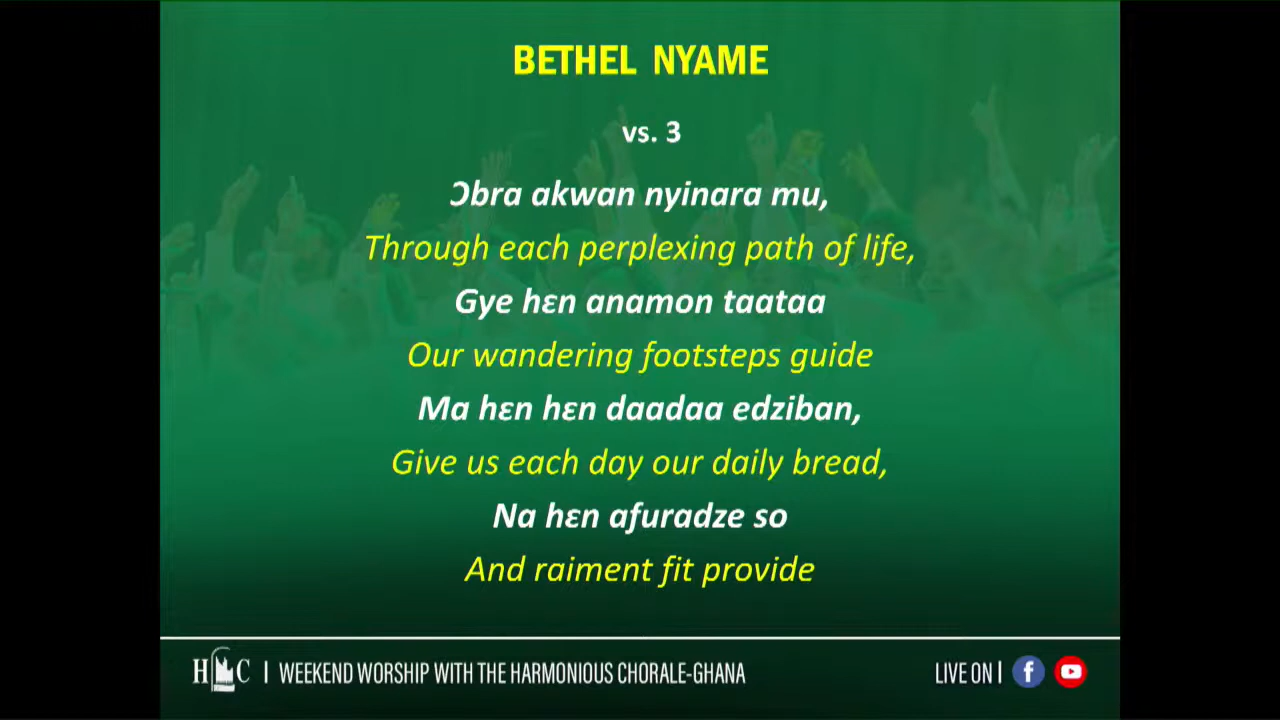 BETHEL NYAME
vs. 3
Ɔbra akwan nyinara mu,
Through each perplexing path of life,
Gye hɛn anamon taataa
Our wandering footsteps guide
Ma hɛn hɛn daadaa edziban,
Give us each day our daily bread,
Na hɛn afuradze so
And raiment fit provide
H C | WEEKEND WORSHIP WITH THE HARMONIOUS CHORALE-GHANA
LIVE ON |